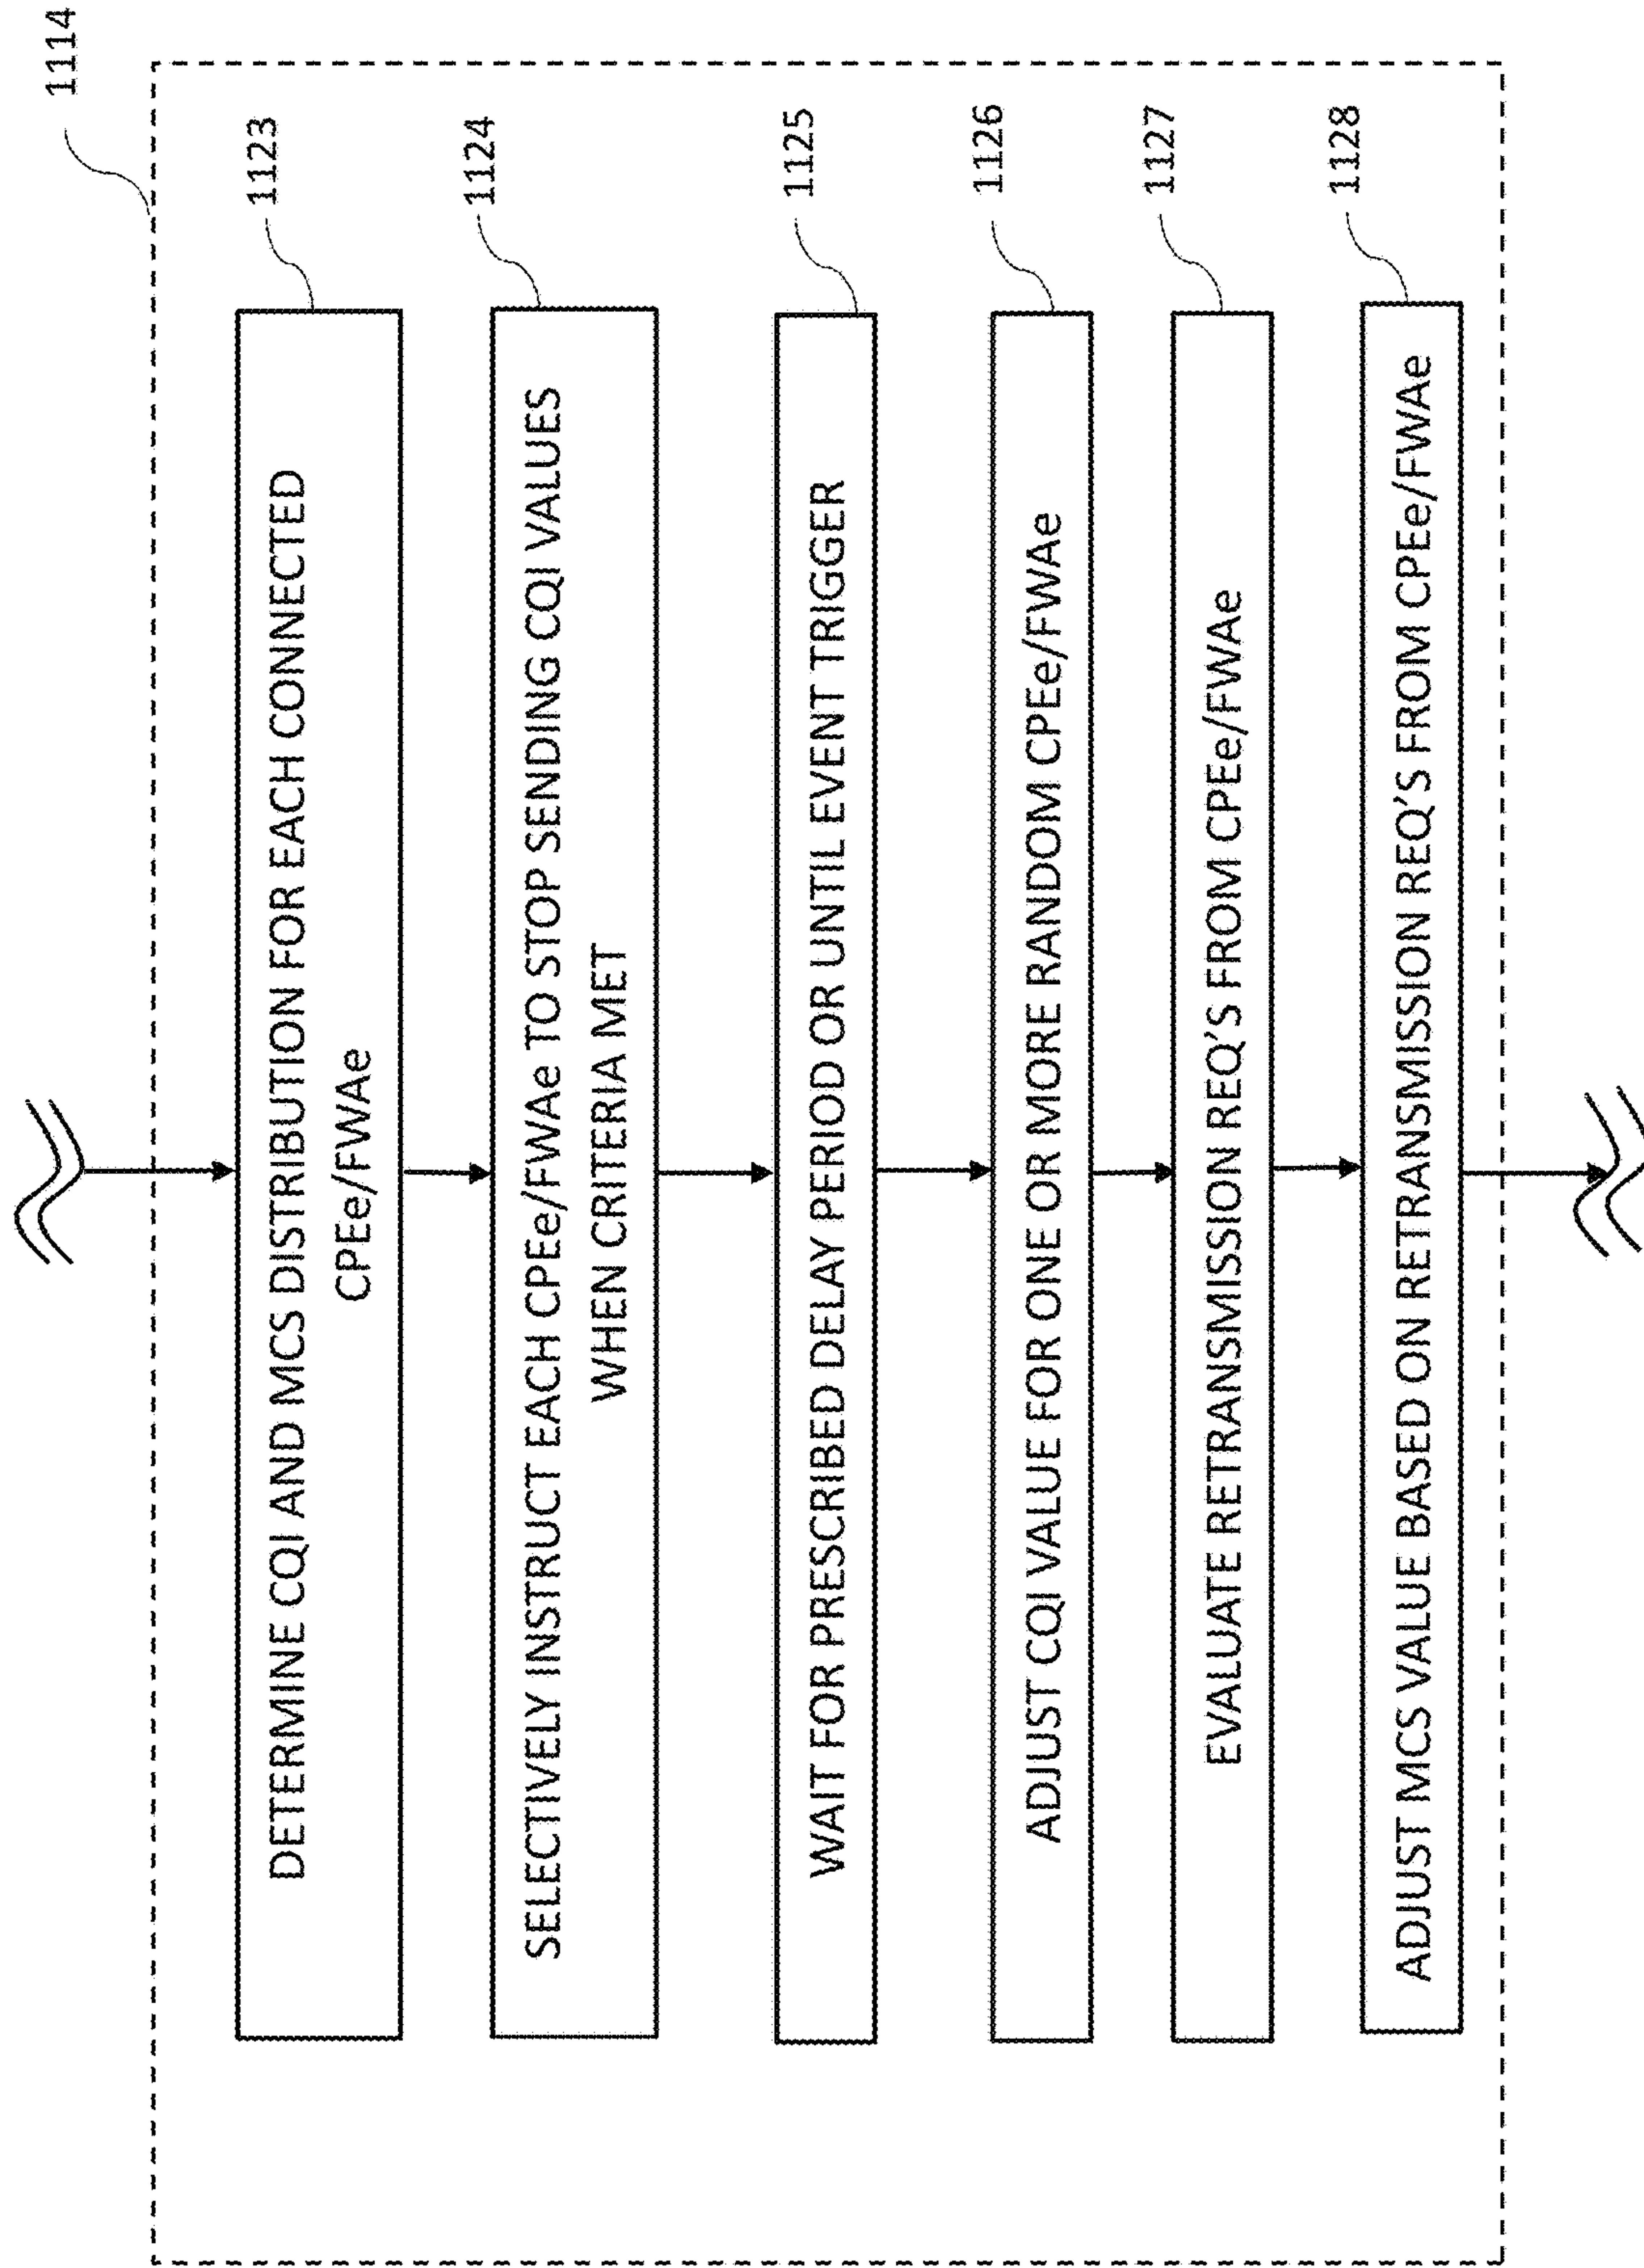 1114
DETERMINE CQI AND MCS DISTRIBUTION FOR EACH CONNECTED
CPEe/FWAe
1123
SELECTIVELY INSTRUCT EACH CPEe/FWAe TO STOP SENDING CQI VALUES
WHEN CRITERIA MET
1124
WAIT FOR PRESCRIBED DELAY PERIOD OR UNTIL EVENT TRIGGER
1125
ADJUST CQI VALUE FOR ONE OR MORE RANDOM CPEe/FWAe
1126
EVALUATE RETRANSMISSION REQ'S FROM CPEe/FWAe
1127
ADJUST MCS VALUE BASED ON RETRANSMISSION REQ'S FROM CPEe/FWAe
1128